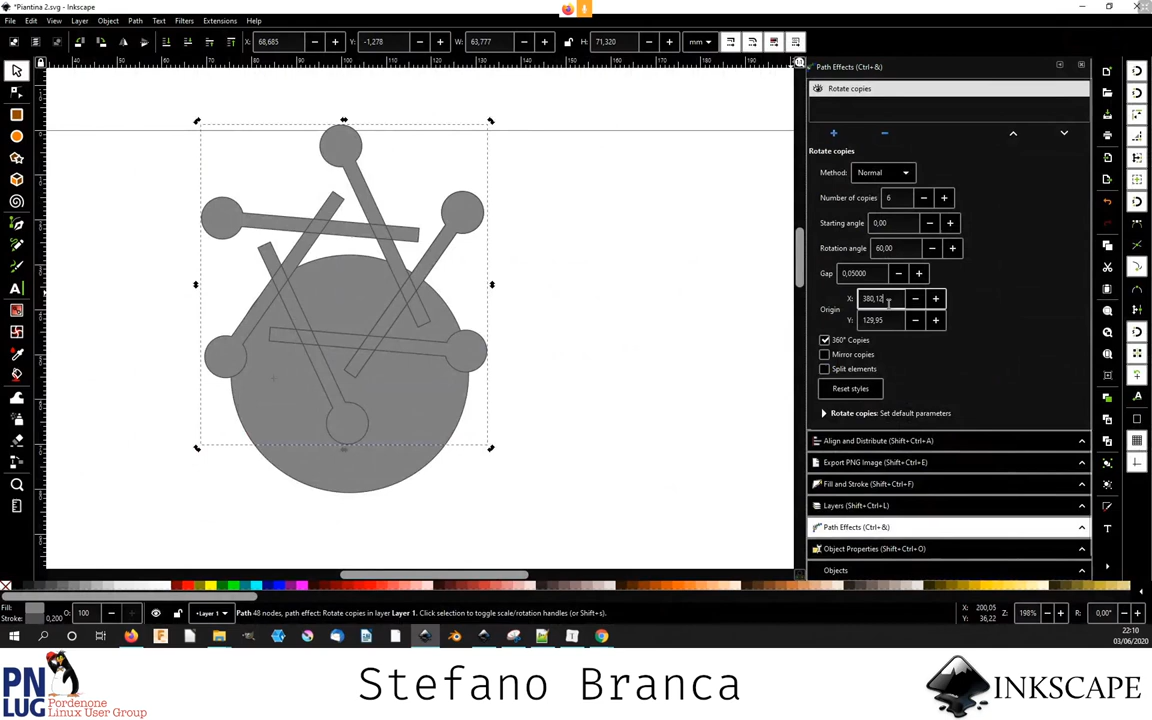 *Piantina 2.svg - Inkscape
File Edit View Layer Object Path Text Filters Extensions Help
X: 68,685 Y: -1,278 W: 63,777 H: 71,320 mm
Path Effects (Ctrl+&)
Rotate copies
Rotate copies
Method: Normal
Number of copies 6
Starting angle 0,00
Rotation angle 60,00
Gap 0,05000
Origin
X: 380,12
Y: 129,95
360° Copies
Mirror copies
Split elements
Reset styles
Rotate copies: Set default parameters
Align and Distribute (Shift+Ctrl+A)
Export PNG Image (Shift+Ctrl+E)
Fill and Stroke (Shift+Ctrl+F)
Layers (Shift+Ctrl+L)
Path Effects (Ctrl+&)
Object Properties (Shift+Ctrl+O)
Objects
Fill: O: 100 Layer 1 Path 48 nodes, path effect: Rotate copies in layer Layer 1. Click selection to toggle scale/rotation handles (or Shift+s). X: 200,05 Z: 198% R: 0,00°
Stroke: 0,200 Y: 36,22
22:10
03/06/2020
PN
LUG
Pordenone
Linux User Group
Stefano Branca
INKSCAPE